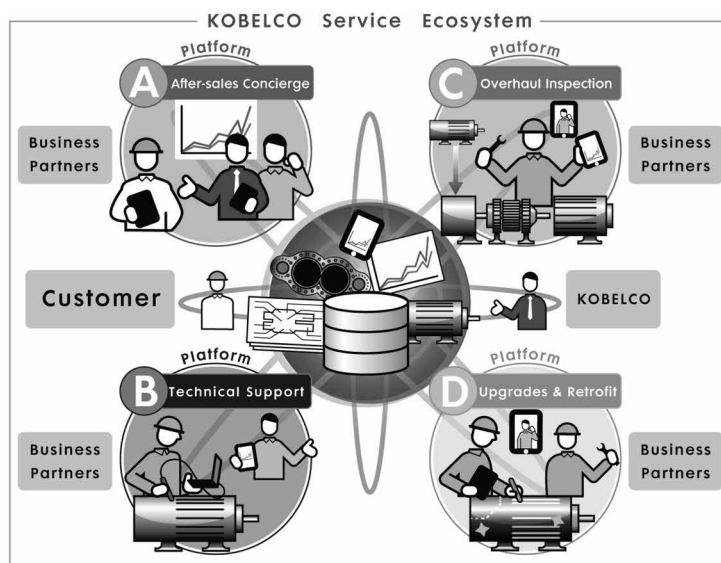 KOBELCO Service Ecosystem
Platform
A After-sales Concierge
Business
Partners
Platform
C Overhaul Inspection
Business
Partners
Customer
KOBELCO
Platform
B Technical Support
Business
Partners
Platform
D Upgrades & Retrofit
Business
Partners